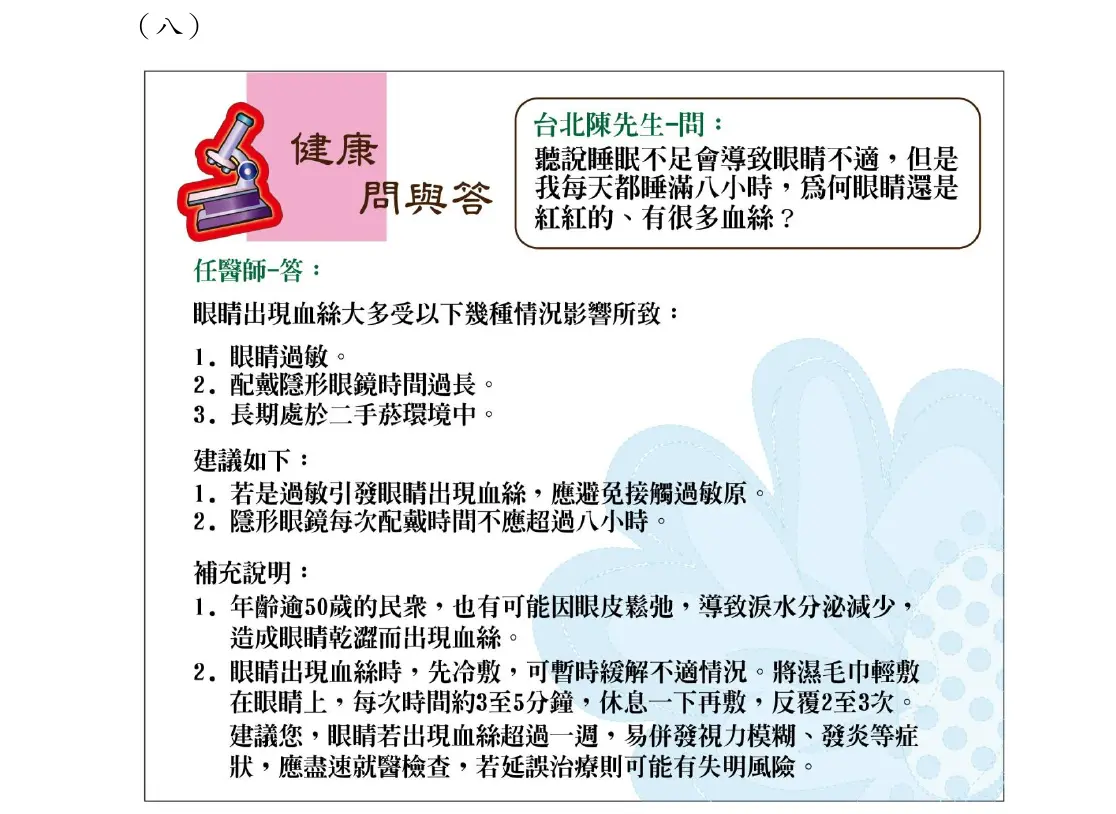 （八）
健康
問與答
台北陳先生-問：
聽說睡眠不足會導致眼睛不適，但是
我每天都睡滿八小時，爲何眼睛還是
紅紅的、有很多血絲？
任醫師-答：
眼睛出現血絲大多受以下幾種情況影響所致：
1. 眼睛過敏。
2. 配戴隱形眼鏡時間過長。
3. 長期處於二手菸環境中。
建議如下：
1. 若是過敏引發眼睛出現血絲，應避免接觸過敏原。
2. 隱形眼鏡每次配戴時間不應超過八小時。
補充說明：
1. 年齡逾50歲的民眾，也有可能因眼皮鬆弛，導致淚水分泌減少，
造成眼睛乾澀而出現血絲。
2. 眼睛出現血絲時，先冷敷，可暫時緩解不適情況。將濕毛巾輕敷
在眼睛上，每次時間約3至5分鐘，休息一下再敷，反覆2至3次。
建議您，眼睛若出現血絲超過一週，易併發視力模糊、發炎等症
狀，應盡速就醫檢查，若延誤治療則可能有失明風險。